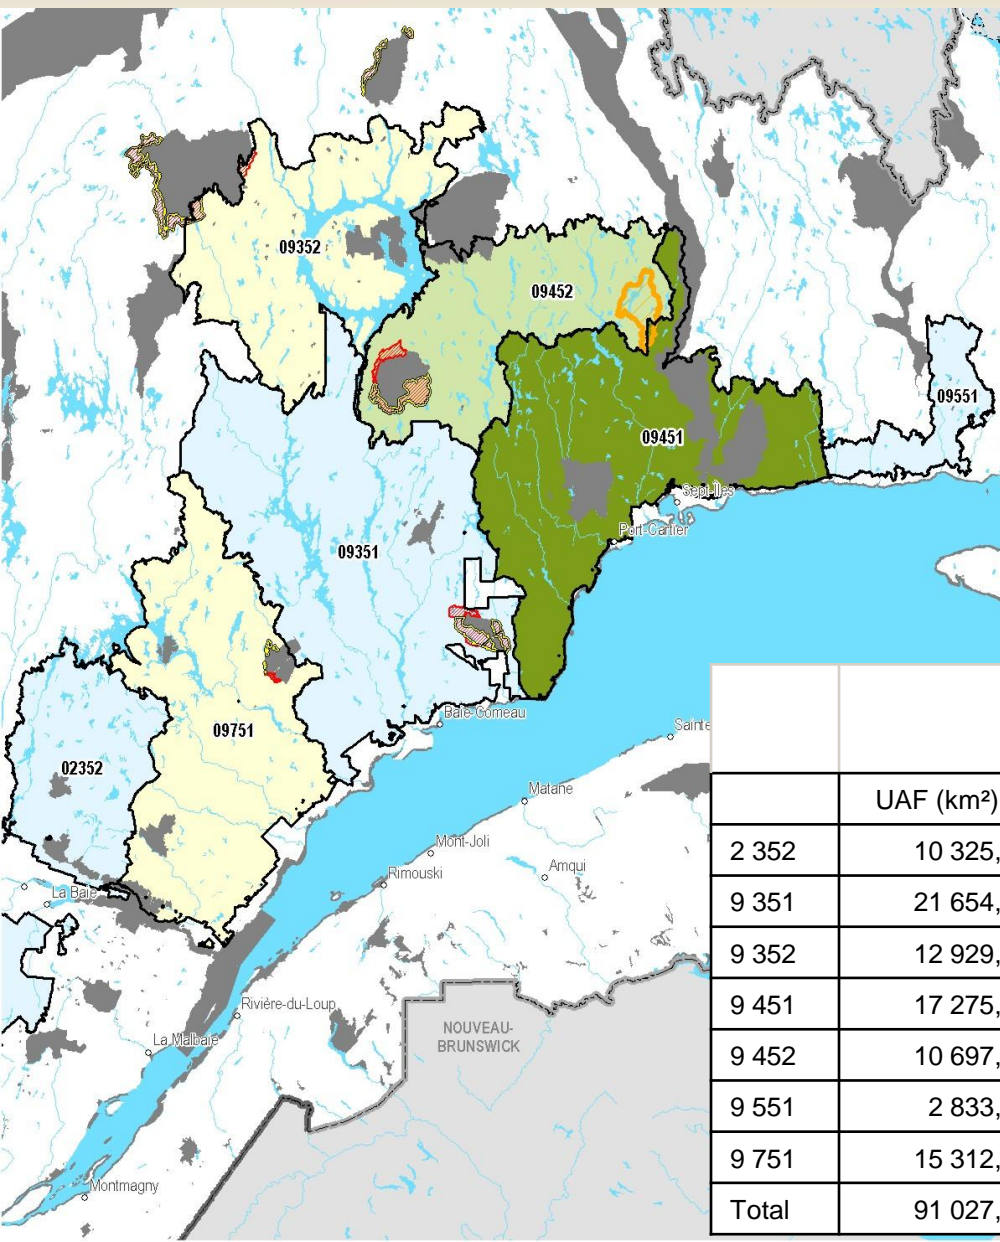 09352
09452
09551
09451
Sept-Îles
Port-Cartier
09351
09751
02352
Baie-Comeau
Sainte
Matane
Mont-Joli
Rimouski
Amqui
La Baie
Rivière-du-Loup
NOUVEAU-
BRUNSWICK
La Malbaie
Montmagny
UAF (km²)
2 352 10 325,
9 351 21 654,
9 352 12 929,
9 451 17 275,
9 452 10 697,
9 551 2 833,
9 751 15 312,
Total 91 027,